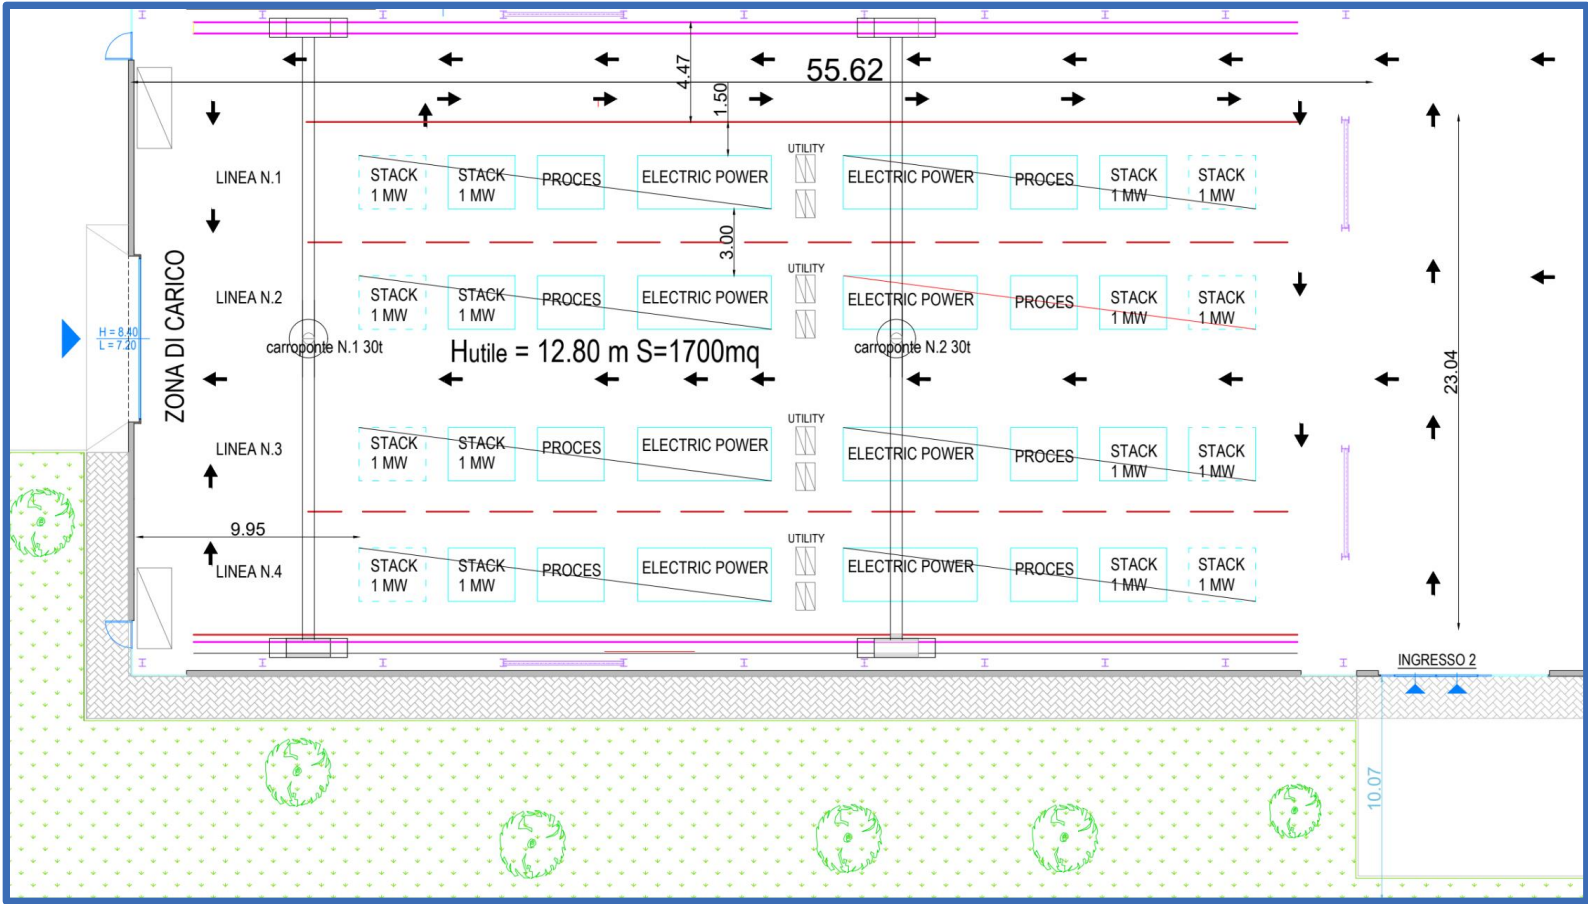 55.62
4.47
1.50
UTILITY
LINEA N.1
STACK
1 MW
STACK
1 MW
PROCES
ELECTRIC POWER
ELECTRIC POWER
PROCES
STACK
1 MW
STACK
1 MW
3.00
ZONA DI CARICO
UTILITY
LINEA N.2
STACK
1 MW
STACK
1 MW
PROCES
ELECTRIC POWER
ELECTRIC POWER
PROCES
STACK
1 MW
STACK
1 MW
H = 8.40
L = 7.20
carroponte N.1 30t
Hutile = 12.80 m S=1700mq
carroponte N.2 30t
23.04
UTILITY
LINEA N.3
STACK
1 MW
STACK
1 MW
PROCES
ELECTRIC POWER
ELECTRIC POWER
PROCES
STACK
1 MW
STACK
1 MW
9.95
UTILITY
LINEA N.4
STACK
1 MW
STACK
1 MW
PROCES
ELECTRIC POWER
ELECTRIC POWER
PROCES
STACK
1 MW
STACK
1 MW
INGRESSO 2
10.07